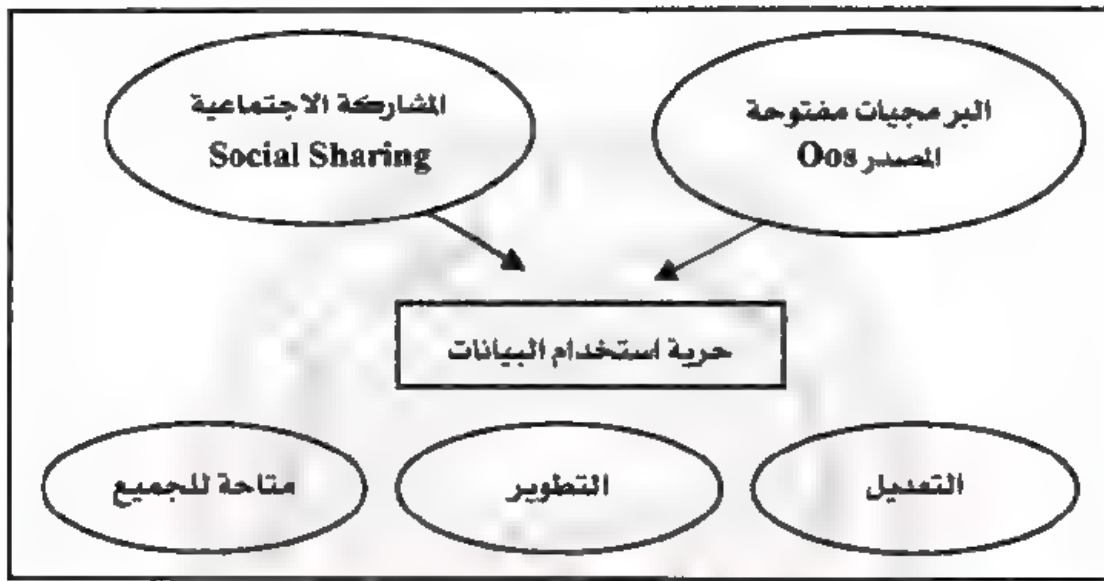 البرمجيات مفتوحة
المصدر Oos
المشاركة الاجتماعية
Social Sharing
حرية استخدام البيانات
التعديل
التطوير
متاحة للجميع